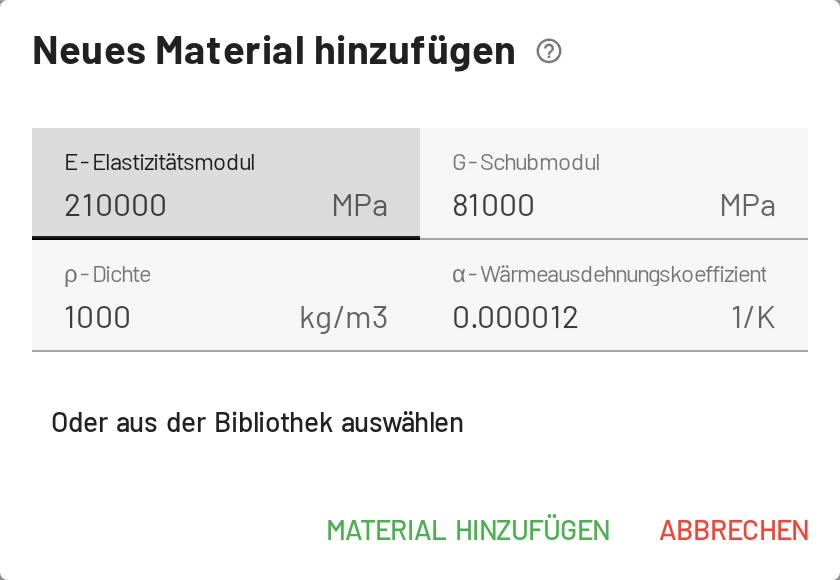 Neues Material hinzufügen
E - Elastizitätsmodul
210000 MPa
G - Schubmodul
81000 MPa
ρ - Dichte
1000 kg/m3
α - Wärmeausdehnungskoeffizient
0.000012 1/K
Oder aus der Bibliothek auswählen
MATERIAL HINZUFÜGEN ABBRECHEN